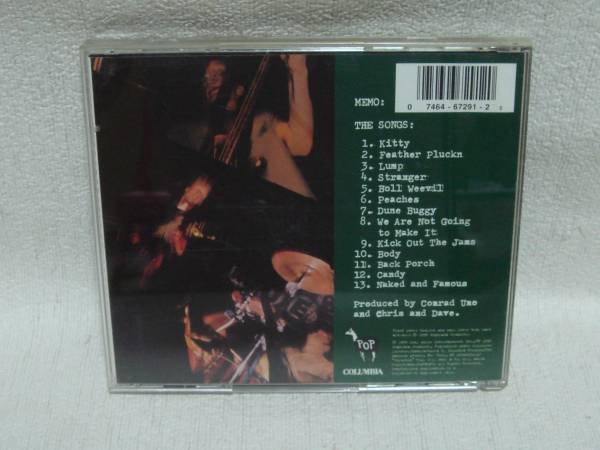 MEMO:
0 7464-67291-2
THE SONGS:
1. Kitty
2. Feather Pluckn
3. Lump
4. Stranger
5. Boll Weevil
6. Peaches
7. Dune Buggy
8. We Are Not Going
to Make It
9. Kick Out The Jams
10. Body
11. Back Porch
12. Candy
13. Naked and Famous
Produced by Conrad Uno
and Chris and Dave.
POP
COLUMBIA